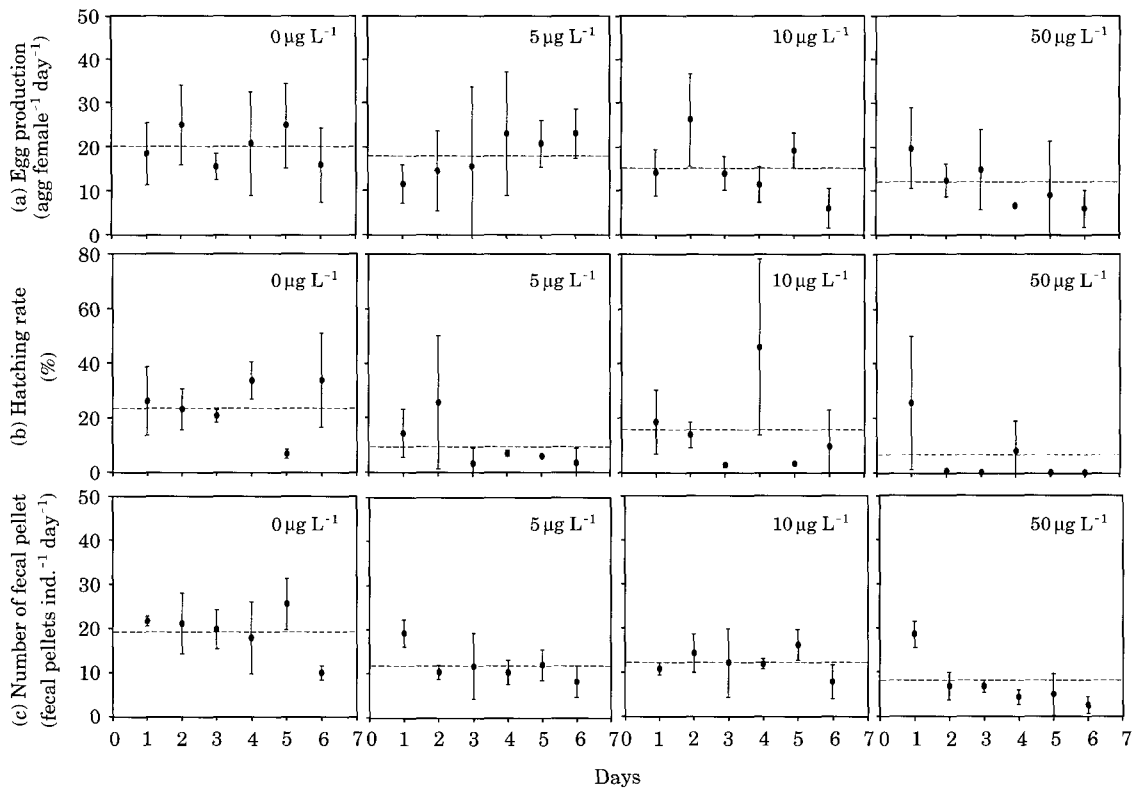 50
40
30
20
10
0
(a) Egg production
(agg female⁻¹ day⁻¹)
0 µg L⁻¹
5 µg L⁻¹
10 µg L⁻¹
50 µg L⁻¹
80
60
40
20
0
(b) Hatching rate
(%)
0 µg L⁻¹
5 µg L⁻¹
10 µg L⁻¹
50 µg L⁻¹
50
40
30
20
10
0
(c) Number of fecal pellet
(fecal pellets ind.⁻¹ day⁻¹)
0 µg L⁻¹
5 µg L⁻¹
10 µg L⁻¹
50 µg L⁻¹
0 1 2 3 4 5 6 7 0 1 2 3 4 5 6 7 0 1 2 3 4 5 6 7 0 1 2 3 4 5 6 7
Days